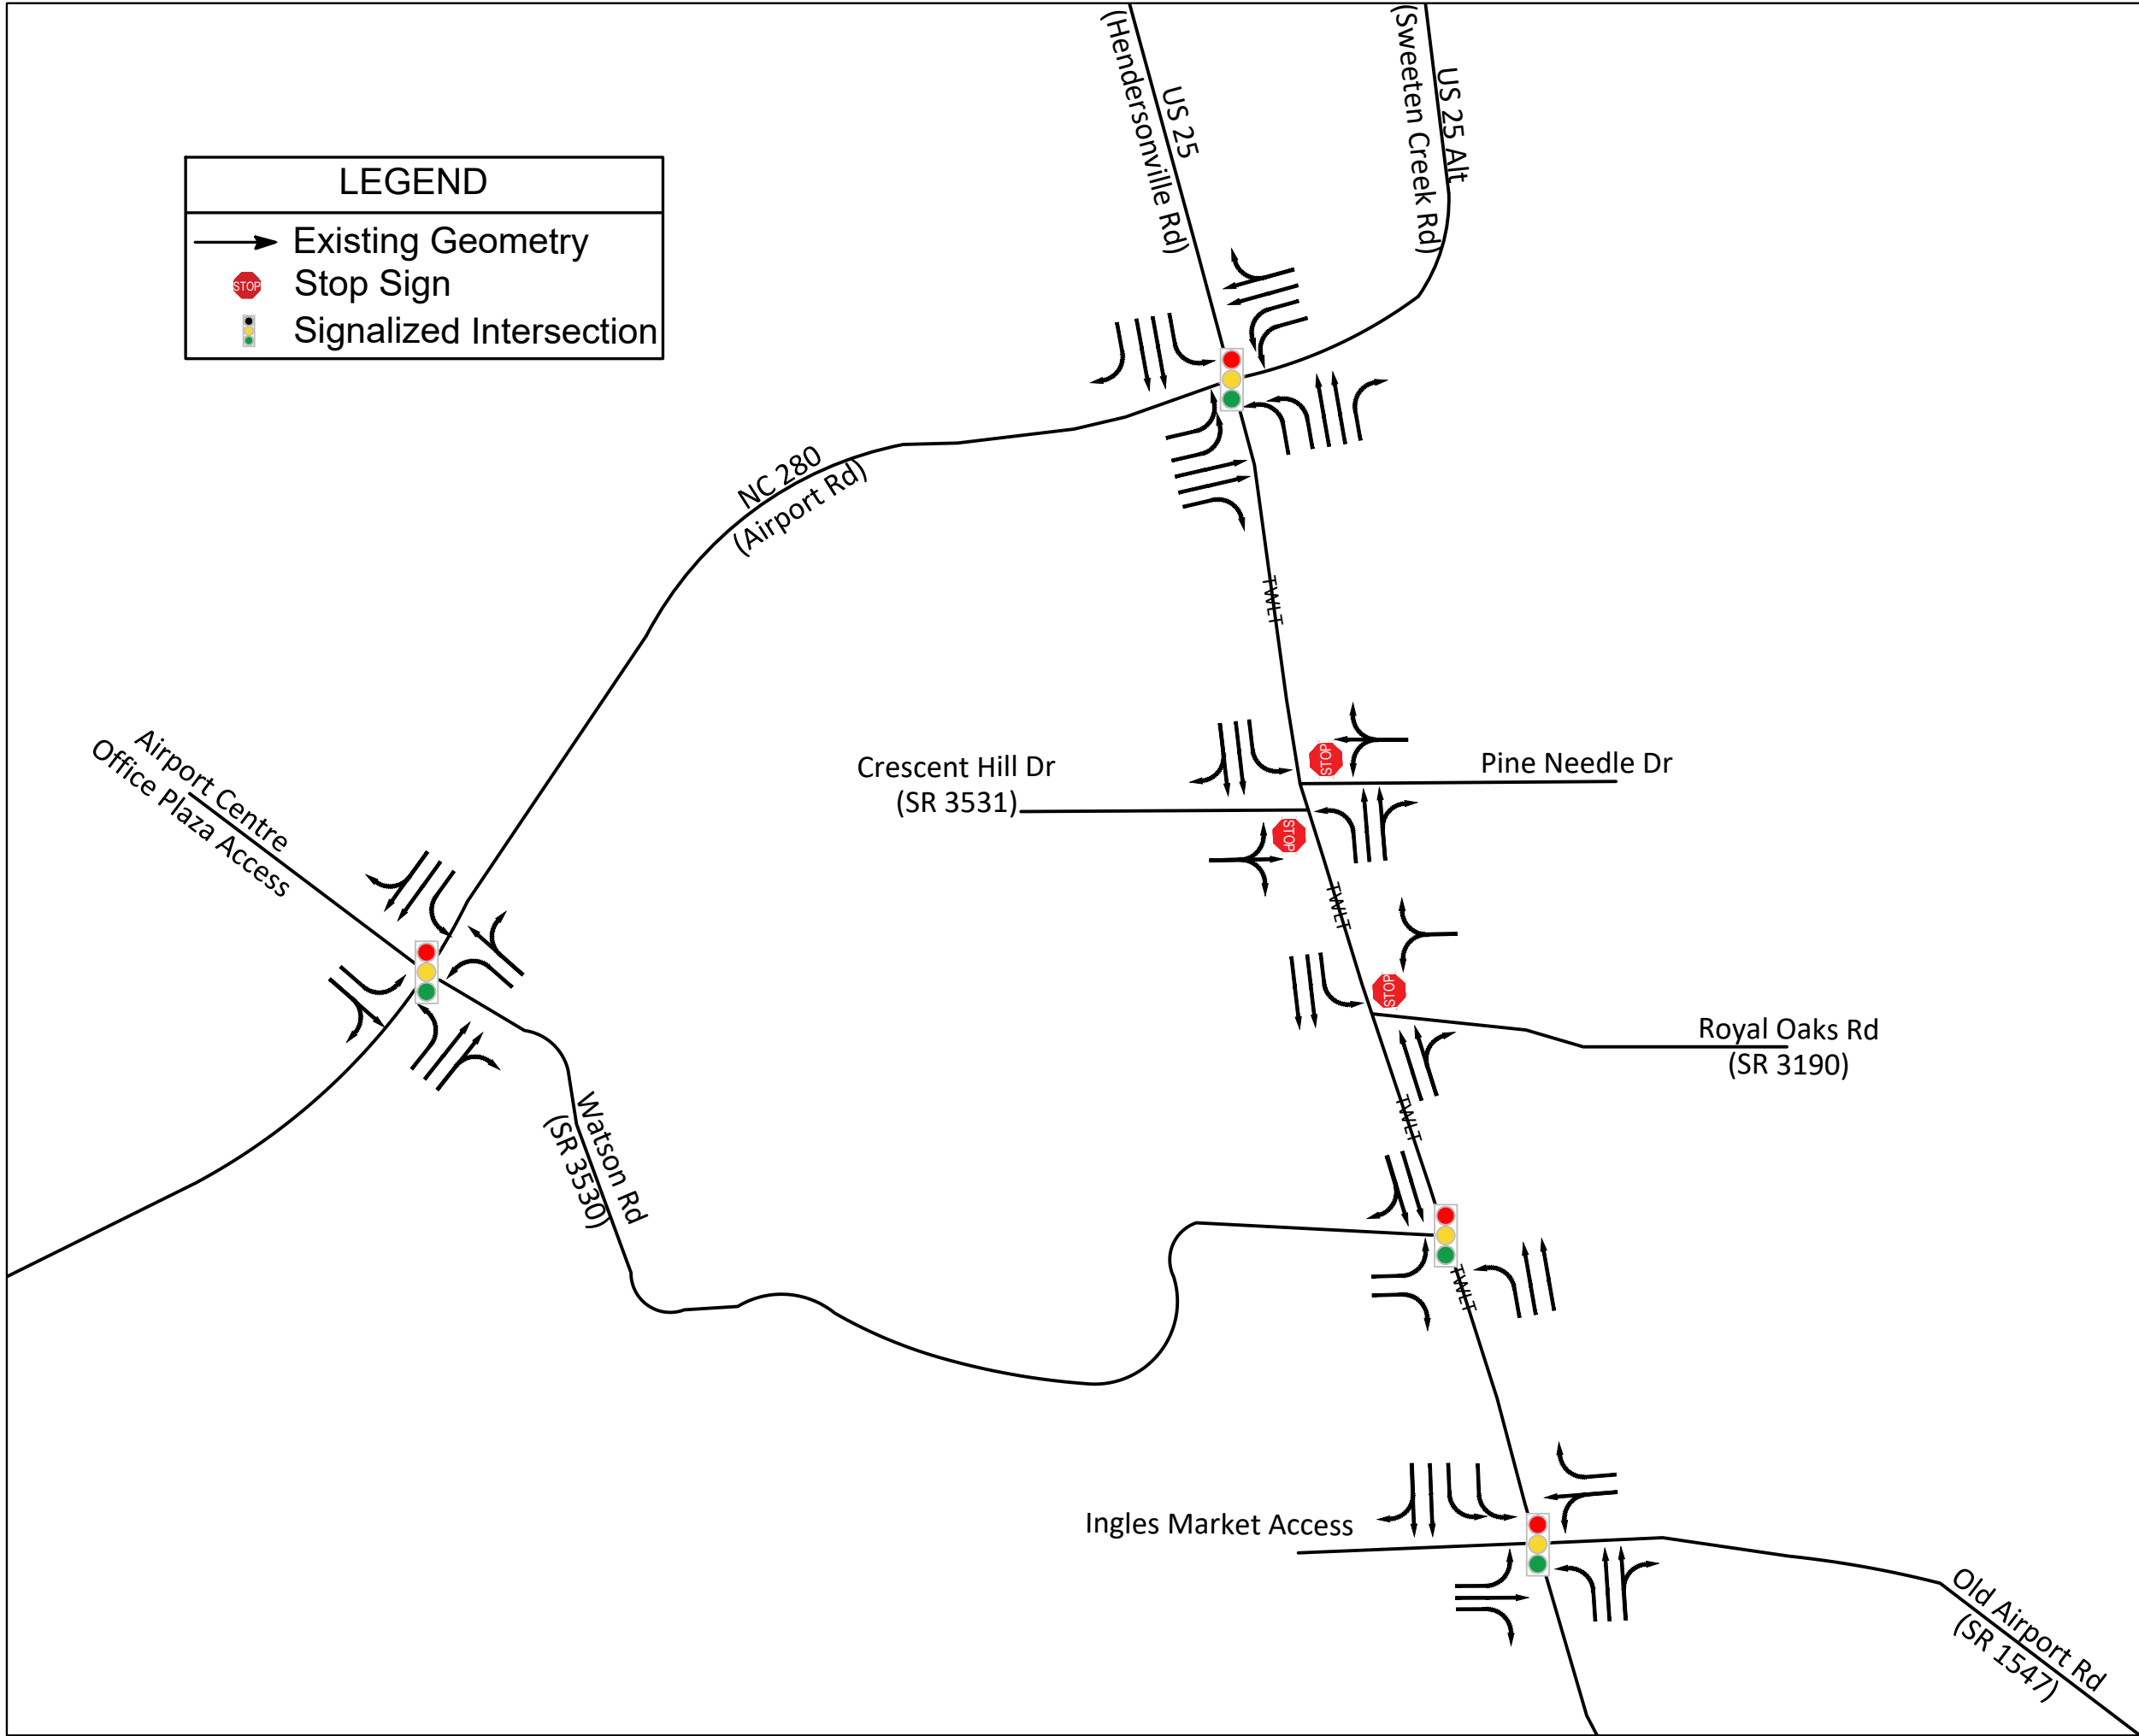 (Hendersonville Rd)
US 25
(Sweeten Creek Rd)
US 25 Alt
LEGEND
Existing Geometry
STOP
Stop Sign
Signalized Intersection
NC 280
(Airport Rd)
TWLT
Airport Centre
Office Plaza Access
Crescent Hill Dr
(SR 3531)
STOP
Pine Needle Dr
STOP
TWLT
STOP
Royal Oaks Rd
(SR 3190)
Watson Rd
(SR 3530)
TWLT
TWLT
Ingles Market Access
Old Airport Rd
(SR 1547)